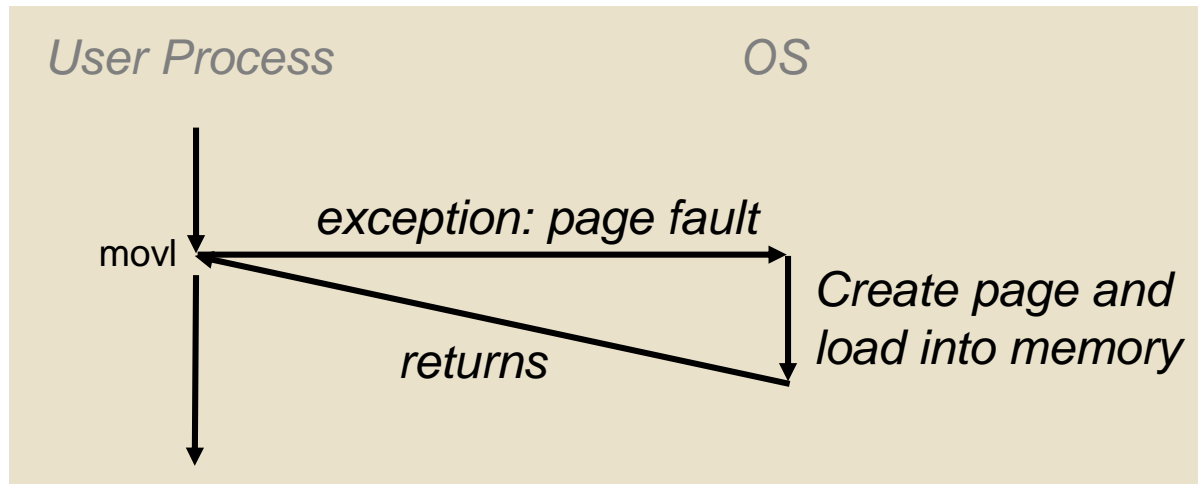 User Process
OS
exception: page fault
movl
Create page and
load into memory
returns